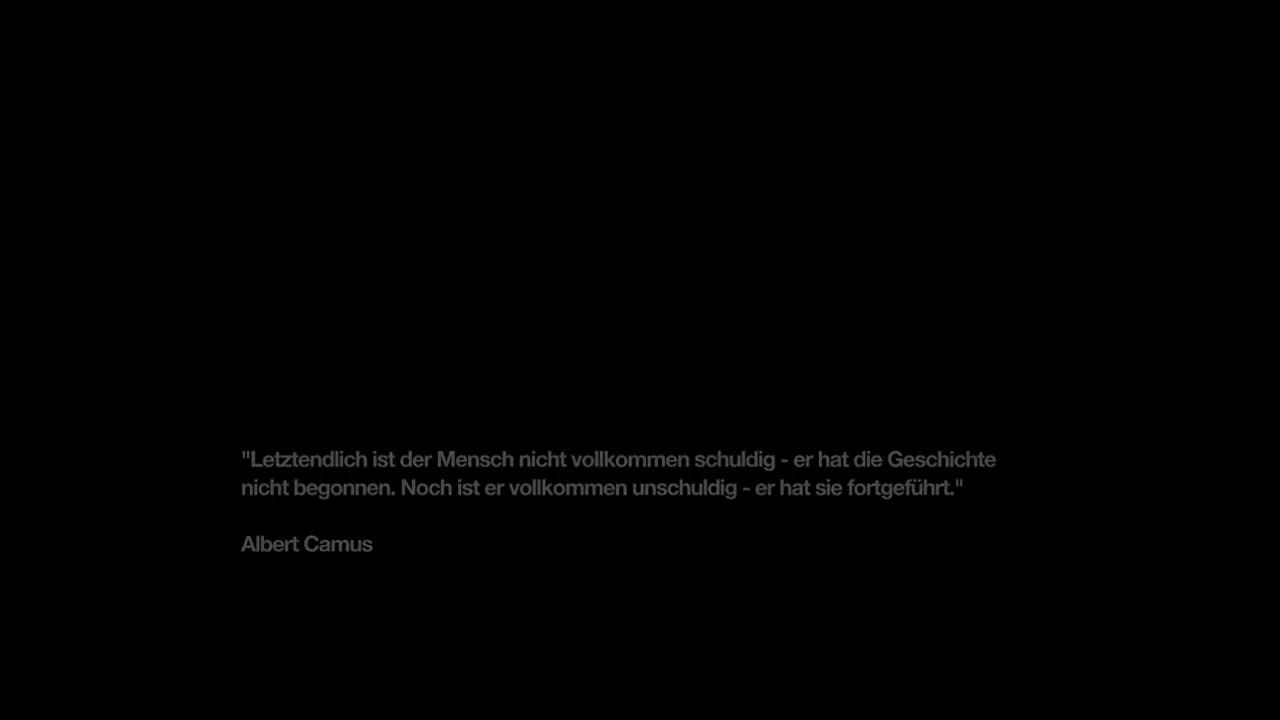 "Letztendlich ist der Mensch nicht vollkommen schuldig - er hat die Geschichte
nicht begonnen. Noch ist er vollkommen unschuldig - er hat sie fortgeführt."
Albert Camus